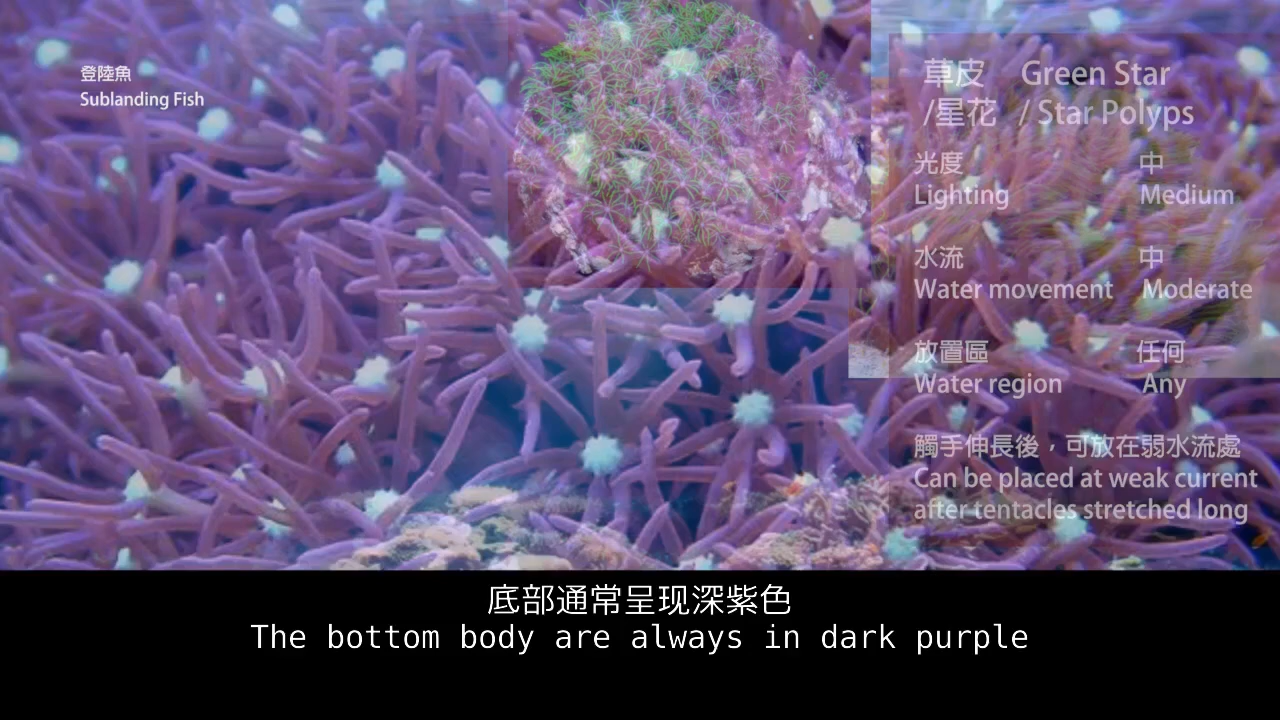 登陸魚
Sublanding Fish
草皮 Green Star
/星花 / Star Polyps
光度 中
Lighting Medium
水流 中
Water movement Moderate
放置區 任何
Water region Any
觸手伸長後，可放在弱水流處
Can be placed at weak current
after tentacles stretched long
底部通常呈现深紫色
The bottom body are always in dark purple